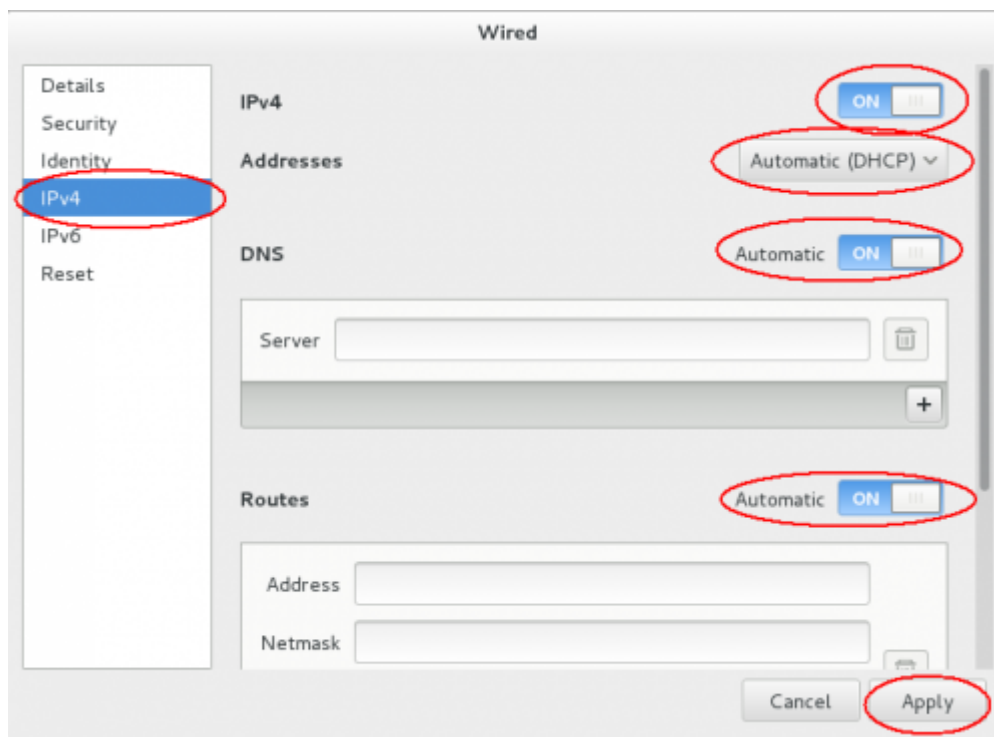 Wired
Details
Security
Identity
IPv4
IPv6
Reset
IPv4 ON
Addresses Automatic (DHCP)
DNS Automatic ON
Server
+
Routes Automatic ON
Address
Netmask
Cancel Apply